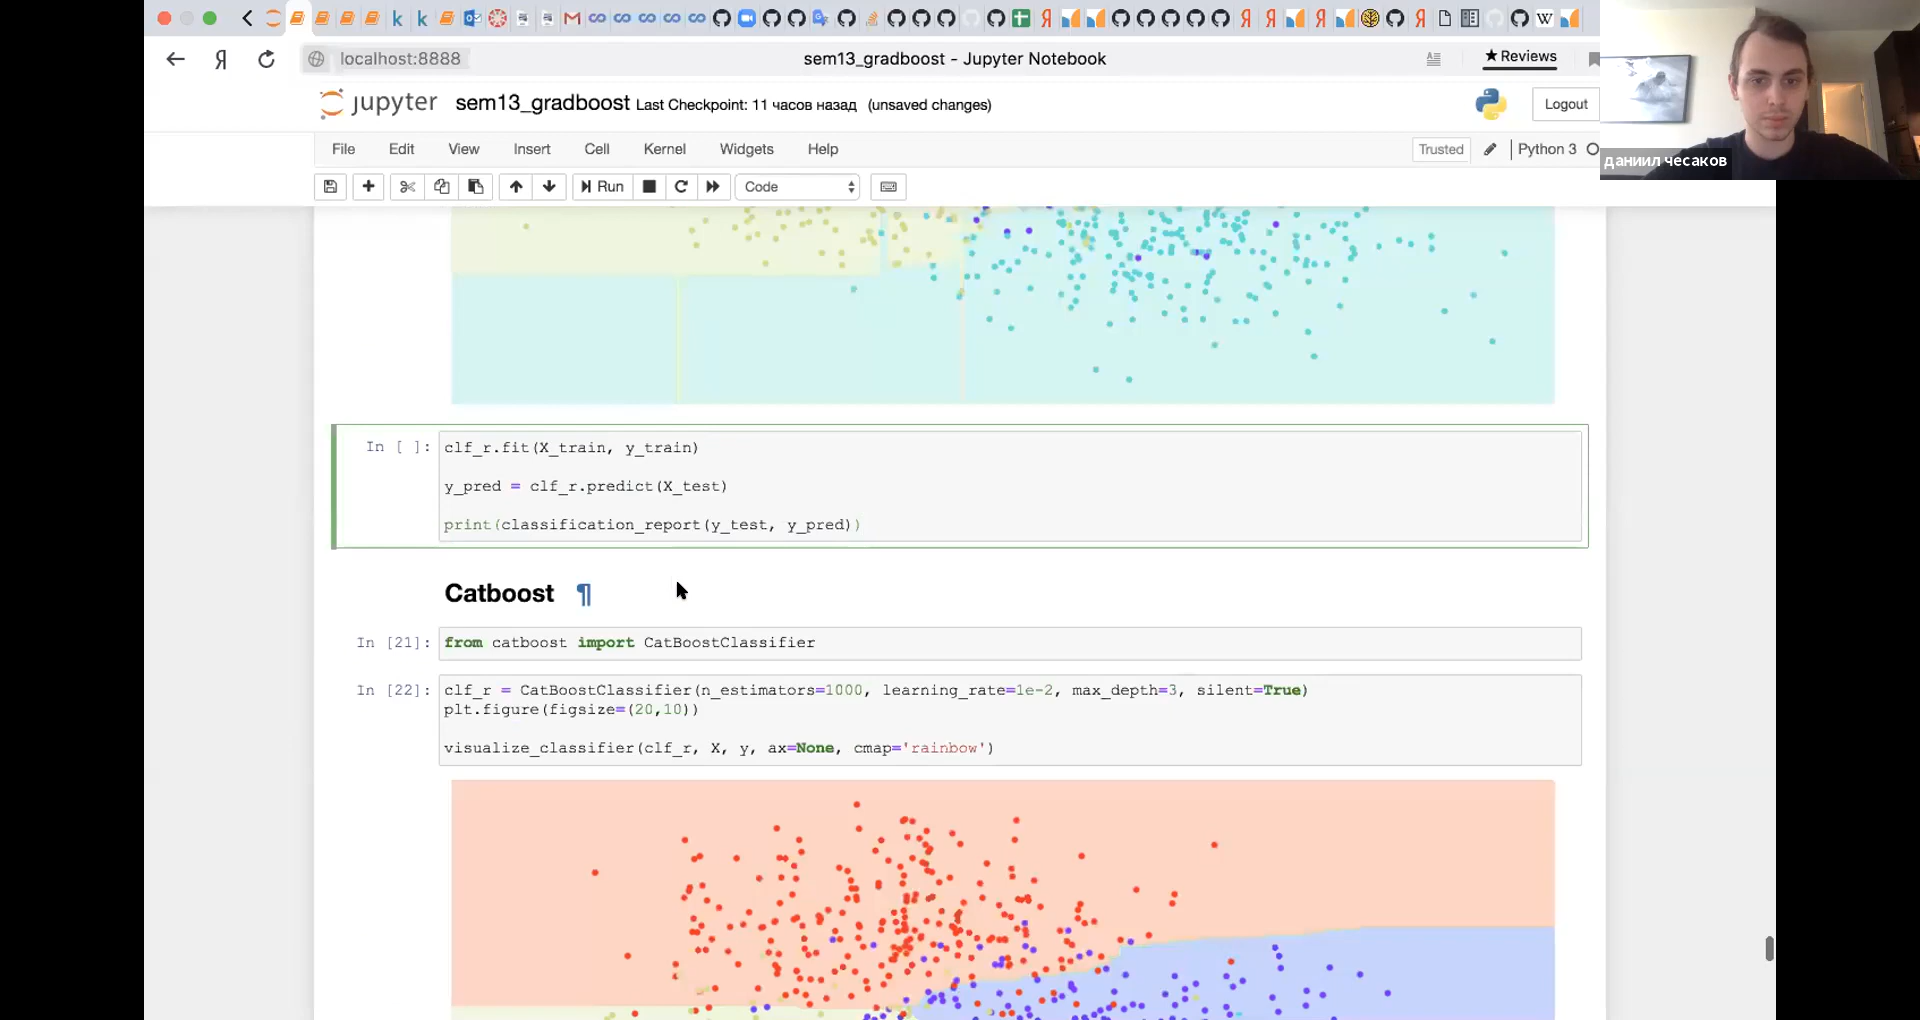 Я
localhost:8888
sem13_gradboost - Jupyter Notebook
★Reviews
jupyter
sem13_gradboost Last Checkpoint: 11 часов назад (unsaved changes)
Logout
даниил чесаков
File Edit View Insert Cell Kernel Widgets Help
Trusted
Python 3
Run
Code
In [ ]:
clf_r.fit(X_train, y_train)
y_pred = clf_r.predict(X_test)
print(classification_report(y_test, y_pred))
Catboost ¶
In [21]:
from catboost import CatBoostClassifier
In [22]:
clf_r = CatBoostClassifier(n_estimators=1000, learning_rate=1e-2, max_depth=3, silent=True)
plt.figure(figsize=(20,10))
visualize_classifier(clf_r, X, y, ax=None, cmap='rainbow')